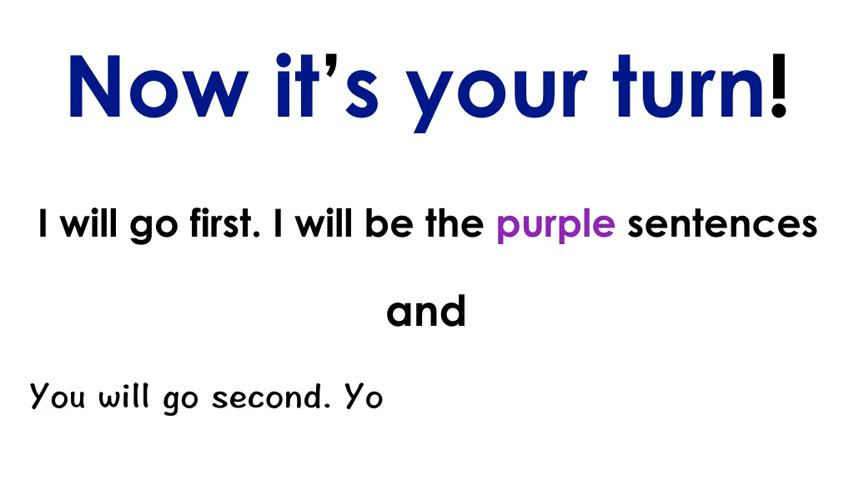 Now it’s your turn!
I will go first. I will be the purple sentences
and
You will go second. Yo